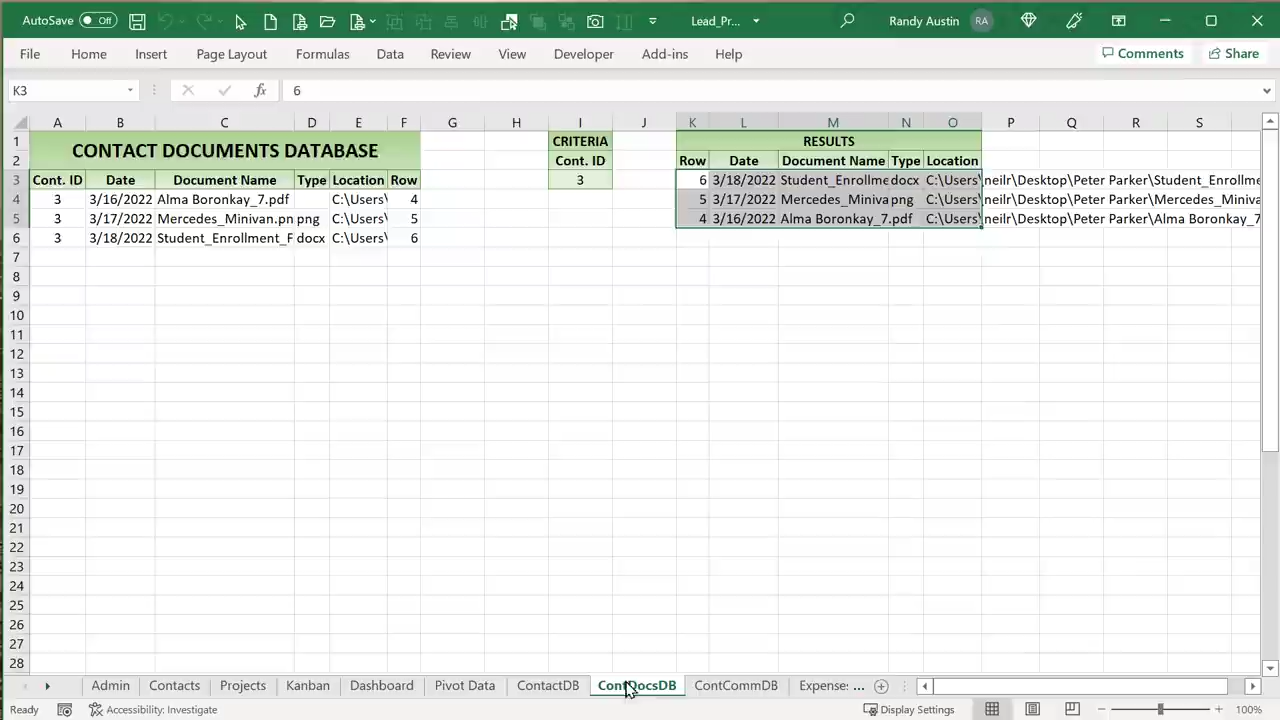 AutoSave Off Lead_Pr... Randy Austin RA
File Home Insert Page Layout Formulas Data Review View Developer Add-ins Help Comments Share
K3 fx 6
A B C D E F G H I J K L M N O P Q R S
1 CONTACT DOCUMENTS DATABASE CRITERIA RESULTS
2 Cont. ID Row Date Document Name Type Location
3 Cont. ID Date Document Name Type Location Row 3 6 3/18/2022 Student_Enrollme docx C:\Users\ neilr\Desktop\Peter Parker\Student_Enrollme
4 3 3/16/2022 Alma Boronkay_7.pdf C:\Users\ 4 5 3/17/2022 Mercedes_Miniva png C:\Users\ neilr\Desktop\Peter Parker\Mercedes_Miniva
5 3 3/17/2022 Mercedes_Minivan.pn png C:\Users\ 5 4 3/16/2022 Alma Boronkay_7.pdf C:\Users\ neilr\Desktop\Peter Parker\Alma Boronkay_7
6 3 3/18/2022 Student_Enrollment_F docx C:\Users\ 6
7
8
9
10
11
12
13
14
15
16
17
18
19
20
21
22
23
24
25
26
27
28
Admin Contacts Projects Kanban Dashboard Pivot Data ContactDB ContDocsDB ContCommDB Expense: ...
Ready Accessibility: Investigate Display Settings 100%